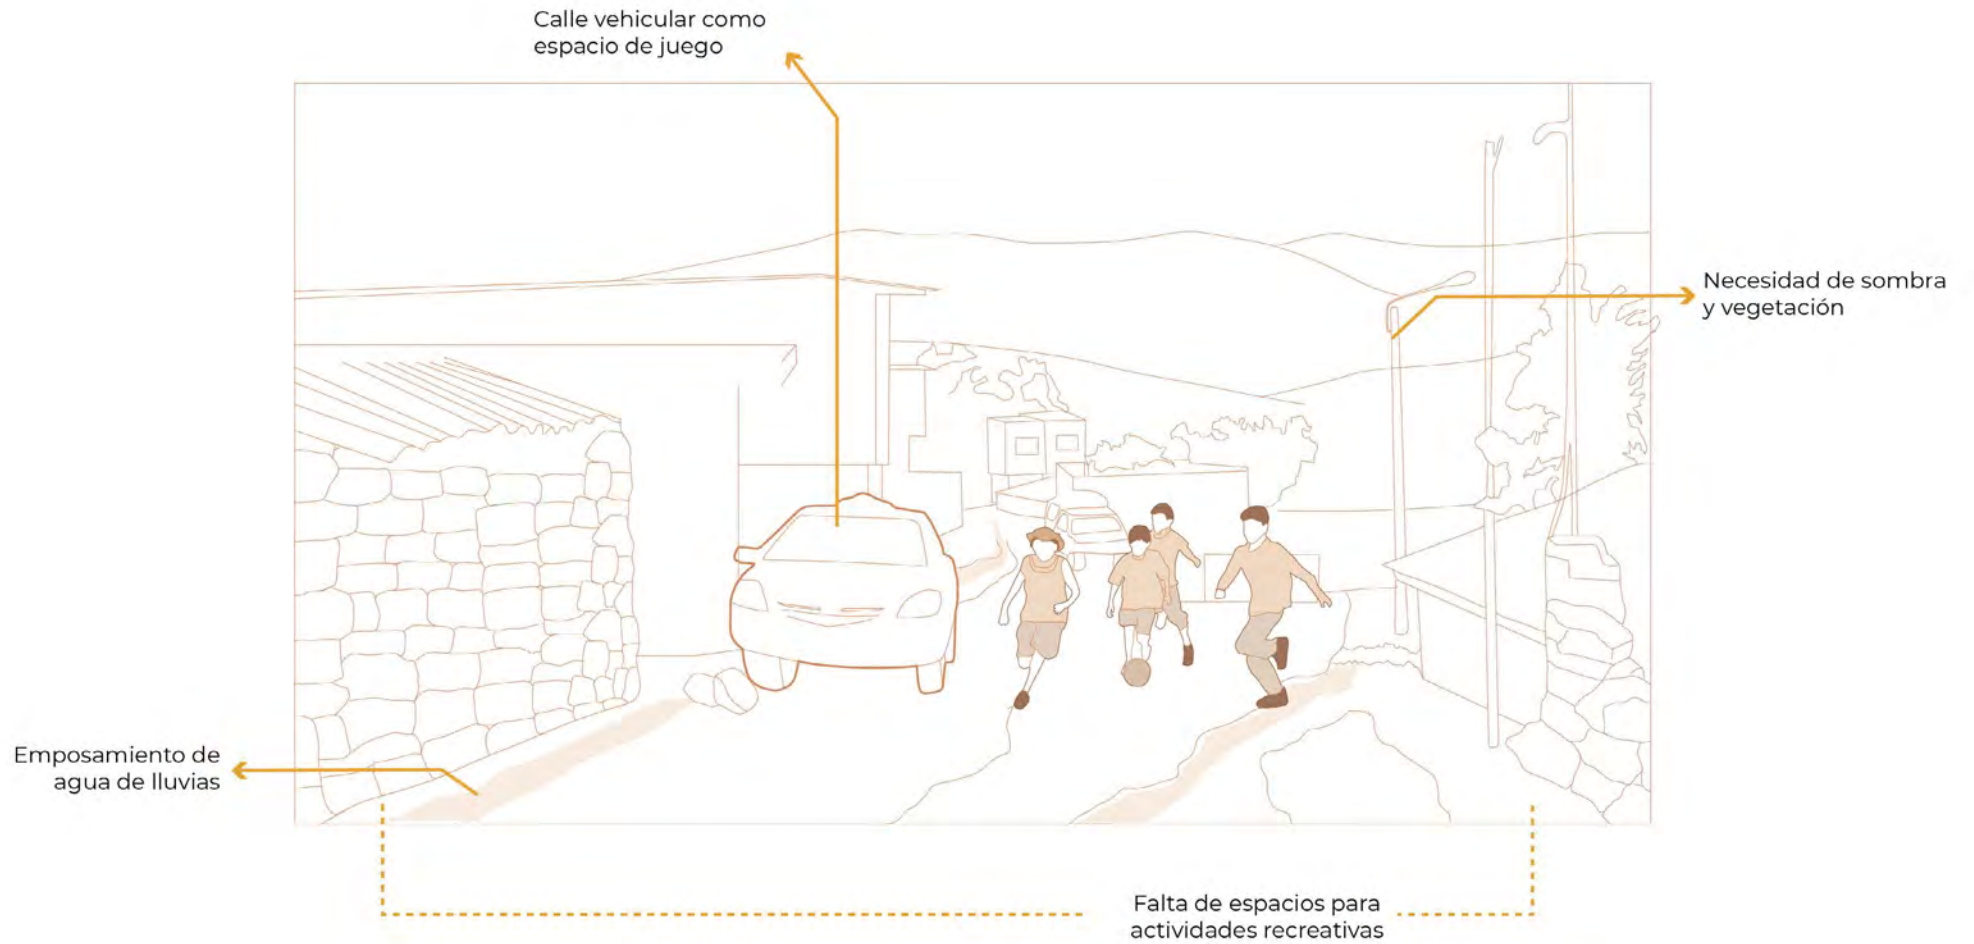 Calle vehicular como
espacio de juego
Necesidad de sombra
y vegetación
Emposamiento de
agua de lluvias
Falta de espacios para
actividades recreativas